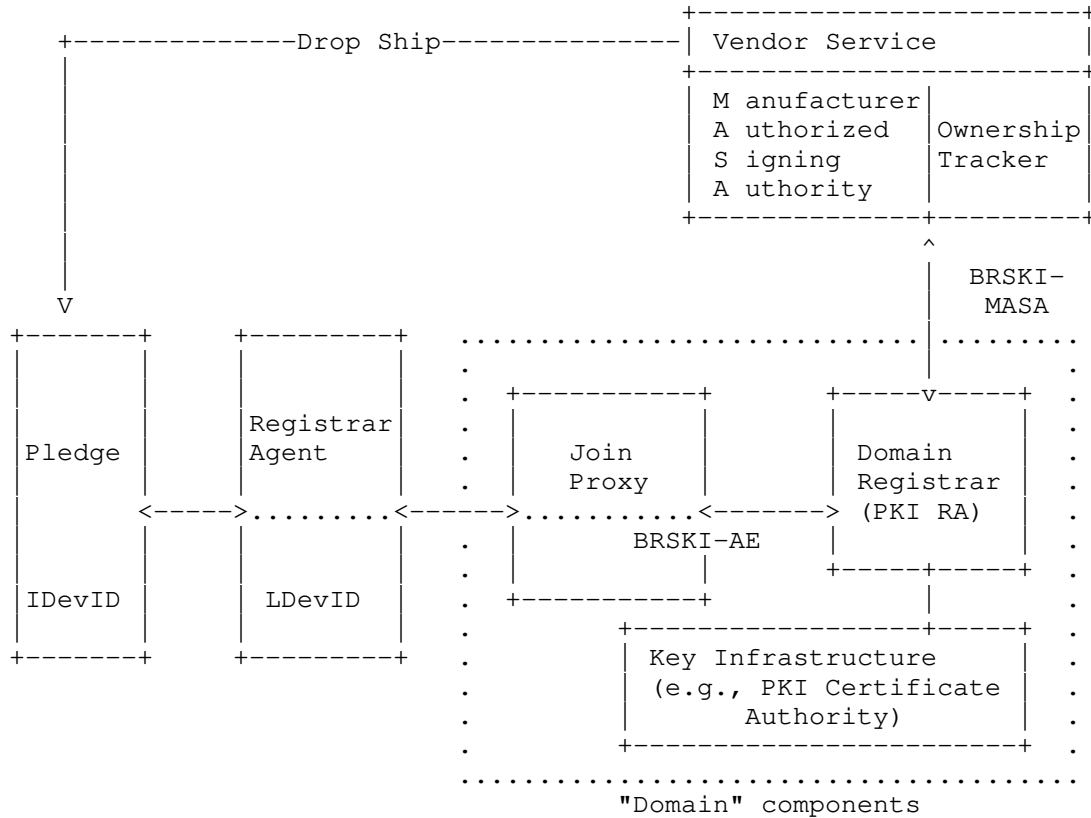 Drop Ship
Vendor Service
M anufacturer
A uthorized Ownership
S igning Tracker
A uthority
BRSKI-
V MASA
Registrar
Pledge Agent Join Domain
Proxy Registrar
(PKI RA)
BRSKI-AE
v
IDevID LDevID
Key Infrastructure
(e.g., PKI Certificate
Authority)
"Domain" components